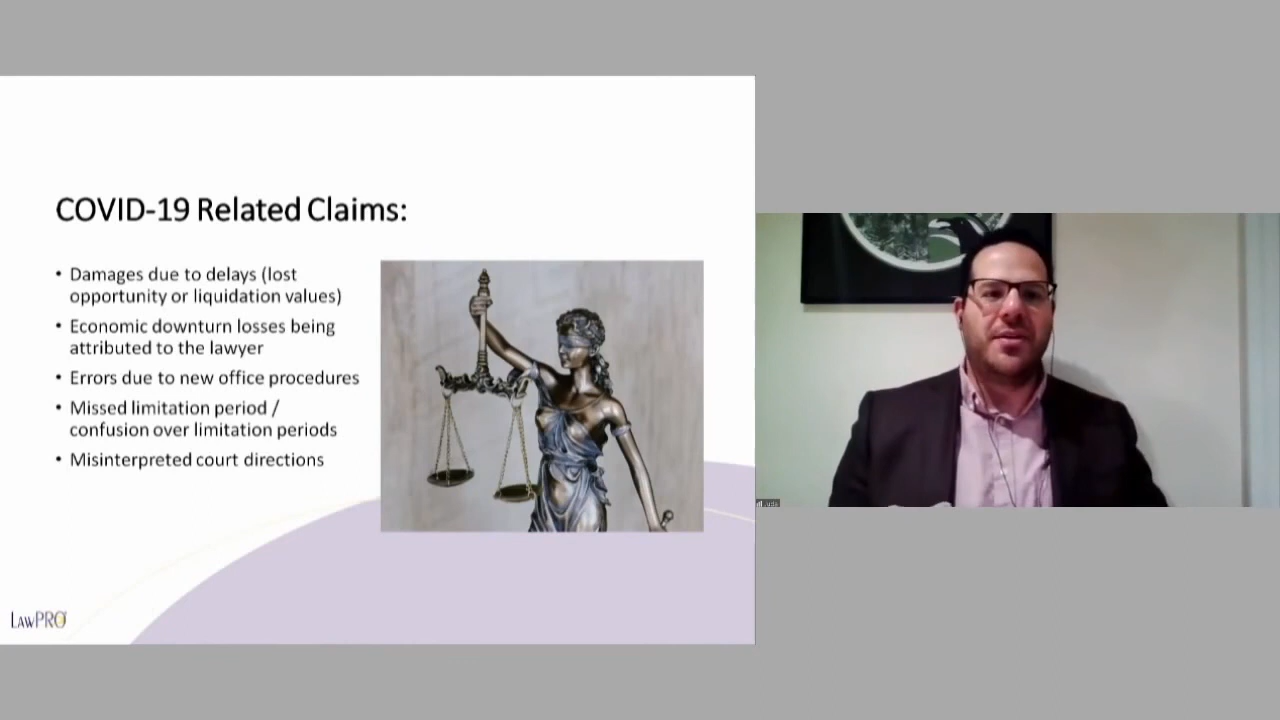 COVID-19 Related Claims:
• Damages due to delays (lost
opportunity or liquidation values)
• Economic downturn losses being
attributed to the lawyer
• Errors due to new office procedures
• Missed limitation period /
confusion over limitation periods
• Misinterpreted court directions
LAWPRO